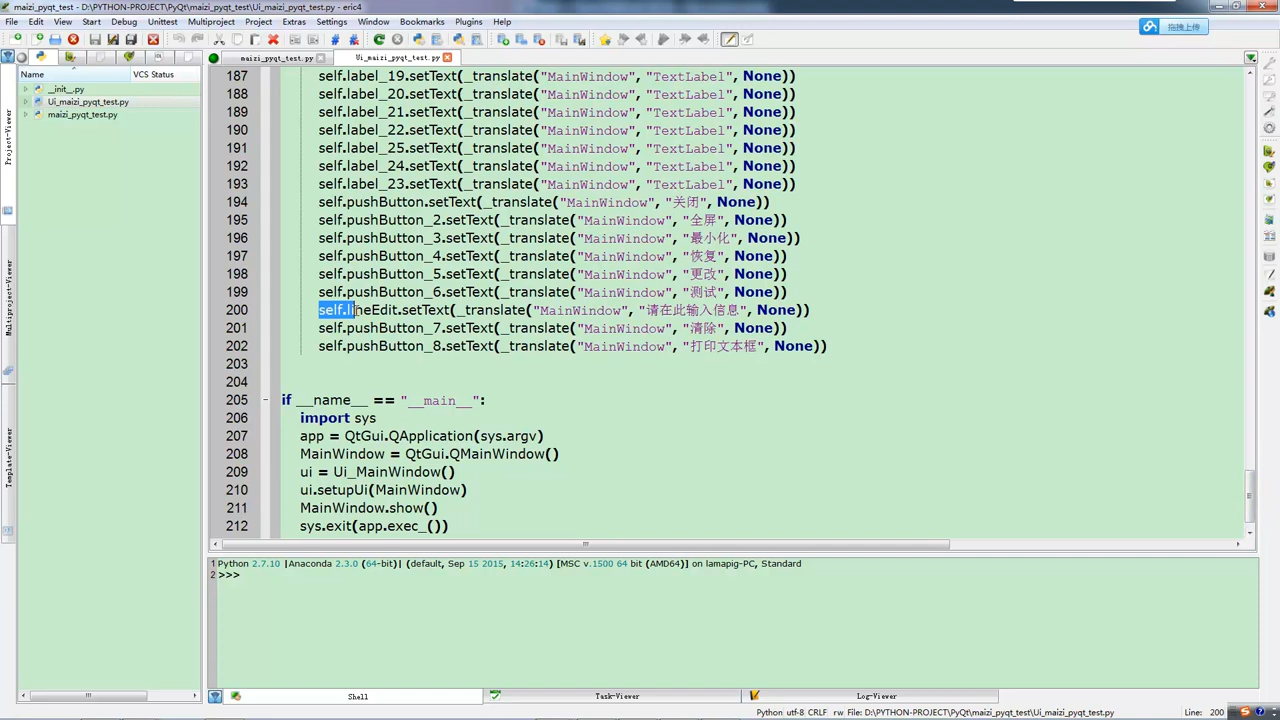 maizi_pyqt_test - D:\PYTHON-PROJECT\PyQt\maizi_pyqt_test\Ui_maizi_pyqt_test.py - eric4
File Edit View Start Debug Unittest Multiproject Project Extras Settings Window Bookmarks Plugins Help
拖拽上传
maizi_pyqt_test.py Ui_maizi_pyqt_test.py
Name VCS Status
__init__.py
Ui_maizi_pyqt_test.py
maizi_pyqt_test.py
Project-Viewer
Multiproject-Viewer
Template-Viewer
187 self.label_19.setText(_translate("MainWindow", "TextLabel", None))
188 self.label_20.setText(_translate("MainWindow", "TextLabel", None))
189 self.label_21.setText(_translate("MainWindow", "TextLabel", None))
190 self.label_22.setText(_translate("MainWindow", "TextLabel", None))
191 self.label_25.setText(_translate("MainWindow", "TextLabel", None))
192 self.label_24.setText(_translate("MainWindow", "TextLabel", None))
193 self.label_23.setText(_translate("MainWindow", "TextLabel", None))
194 self.pushButton.setText(_translate("MainWindow", "关闭", None))
195 self.pushButton_2.setText(_translate("MainWindow", "全屏", None))
196 self.pushButton_3.setText(_translate("MainWindow", "最小化", None))
197 self.pushButton_4.setText(_translate("MainWindow", "恢复", None))
198 self.pushButton_5.setText(_translate("MainWindow", "更改", None))
199 self.pushButton_6.setText(_translate("MainWindow", "测试", None))
200 self.lineEdit.setText(_translate("MainWindow", "请在此输入信息", None))
201 self.pushButton_7.setText(_translate("MainWindow", "清除", None))
202 self.pushButton_8.setText(_translate("MainWindow", "打印文本框", None))
203
204
205 if __name__ == "__main__":
206 import sys
207 app = QtGui.QApplication(sys.argv)
208 MainWindow = QtGui.QMainWindow()
209 ui = Ui_MainWindow()
210 ui.setupUi(MainWindow)
211 MainWindow.show()
212 sys.exit(app.exec_())
1 Python 2.7.10 |Anaconda 2.3.0 (64-bit)| (default, Sep 15 2015, 14:26:14) [MSC v.1500 64 bit (AMD64)] on lamapig-PC, Standard
2 >>>
Shell Task-Viewer Log-Viewer
Python utf-8 CRLF rw File: D:\PYTHON-PROJECT\PyQt\maizi_pyqt_test\Ui_maizi_pyqt_test.py Line: 200